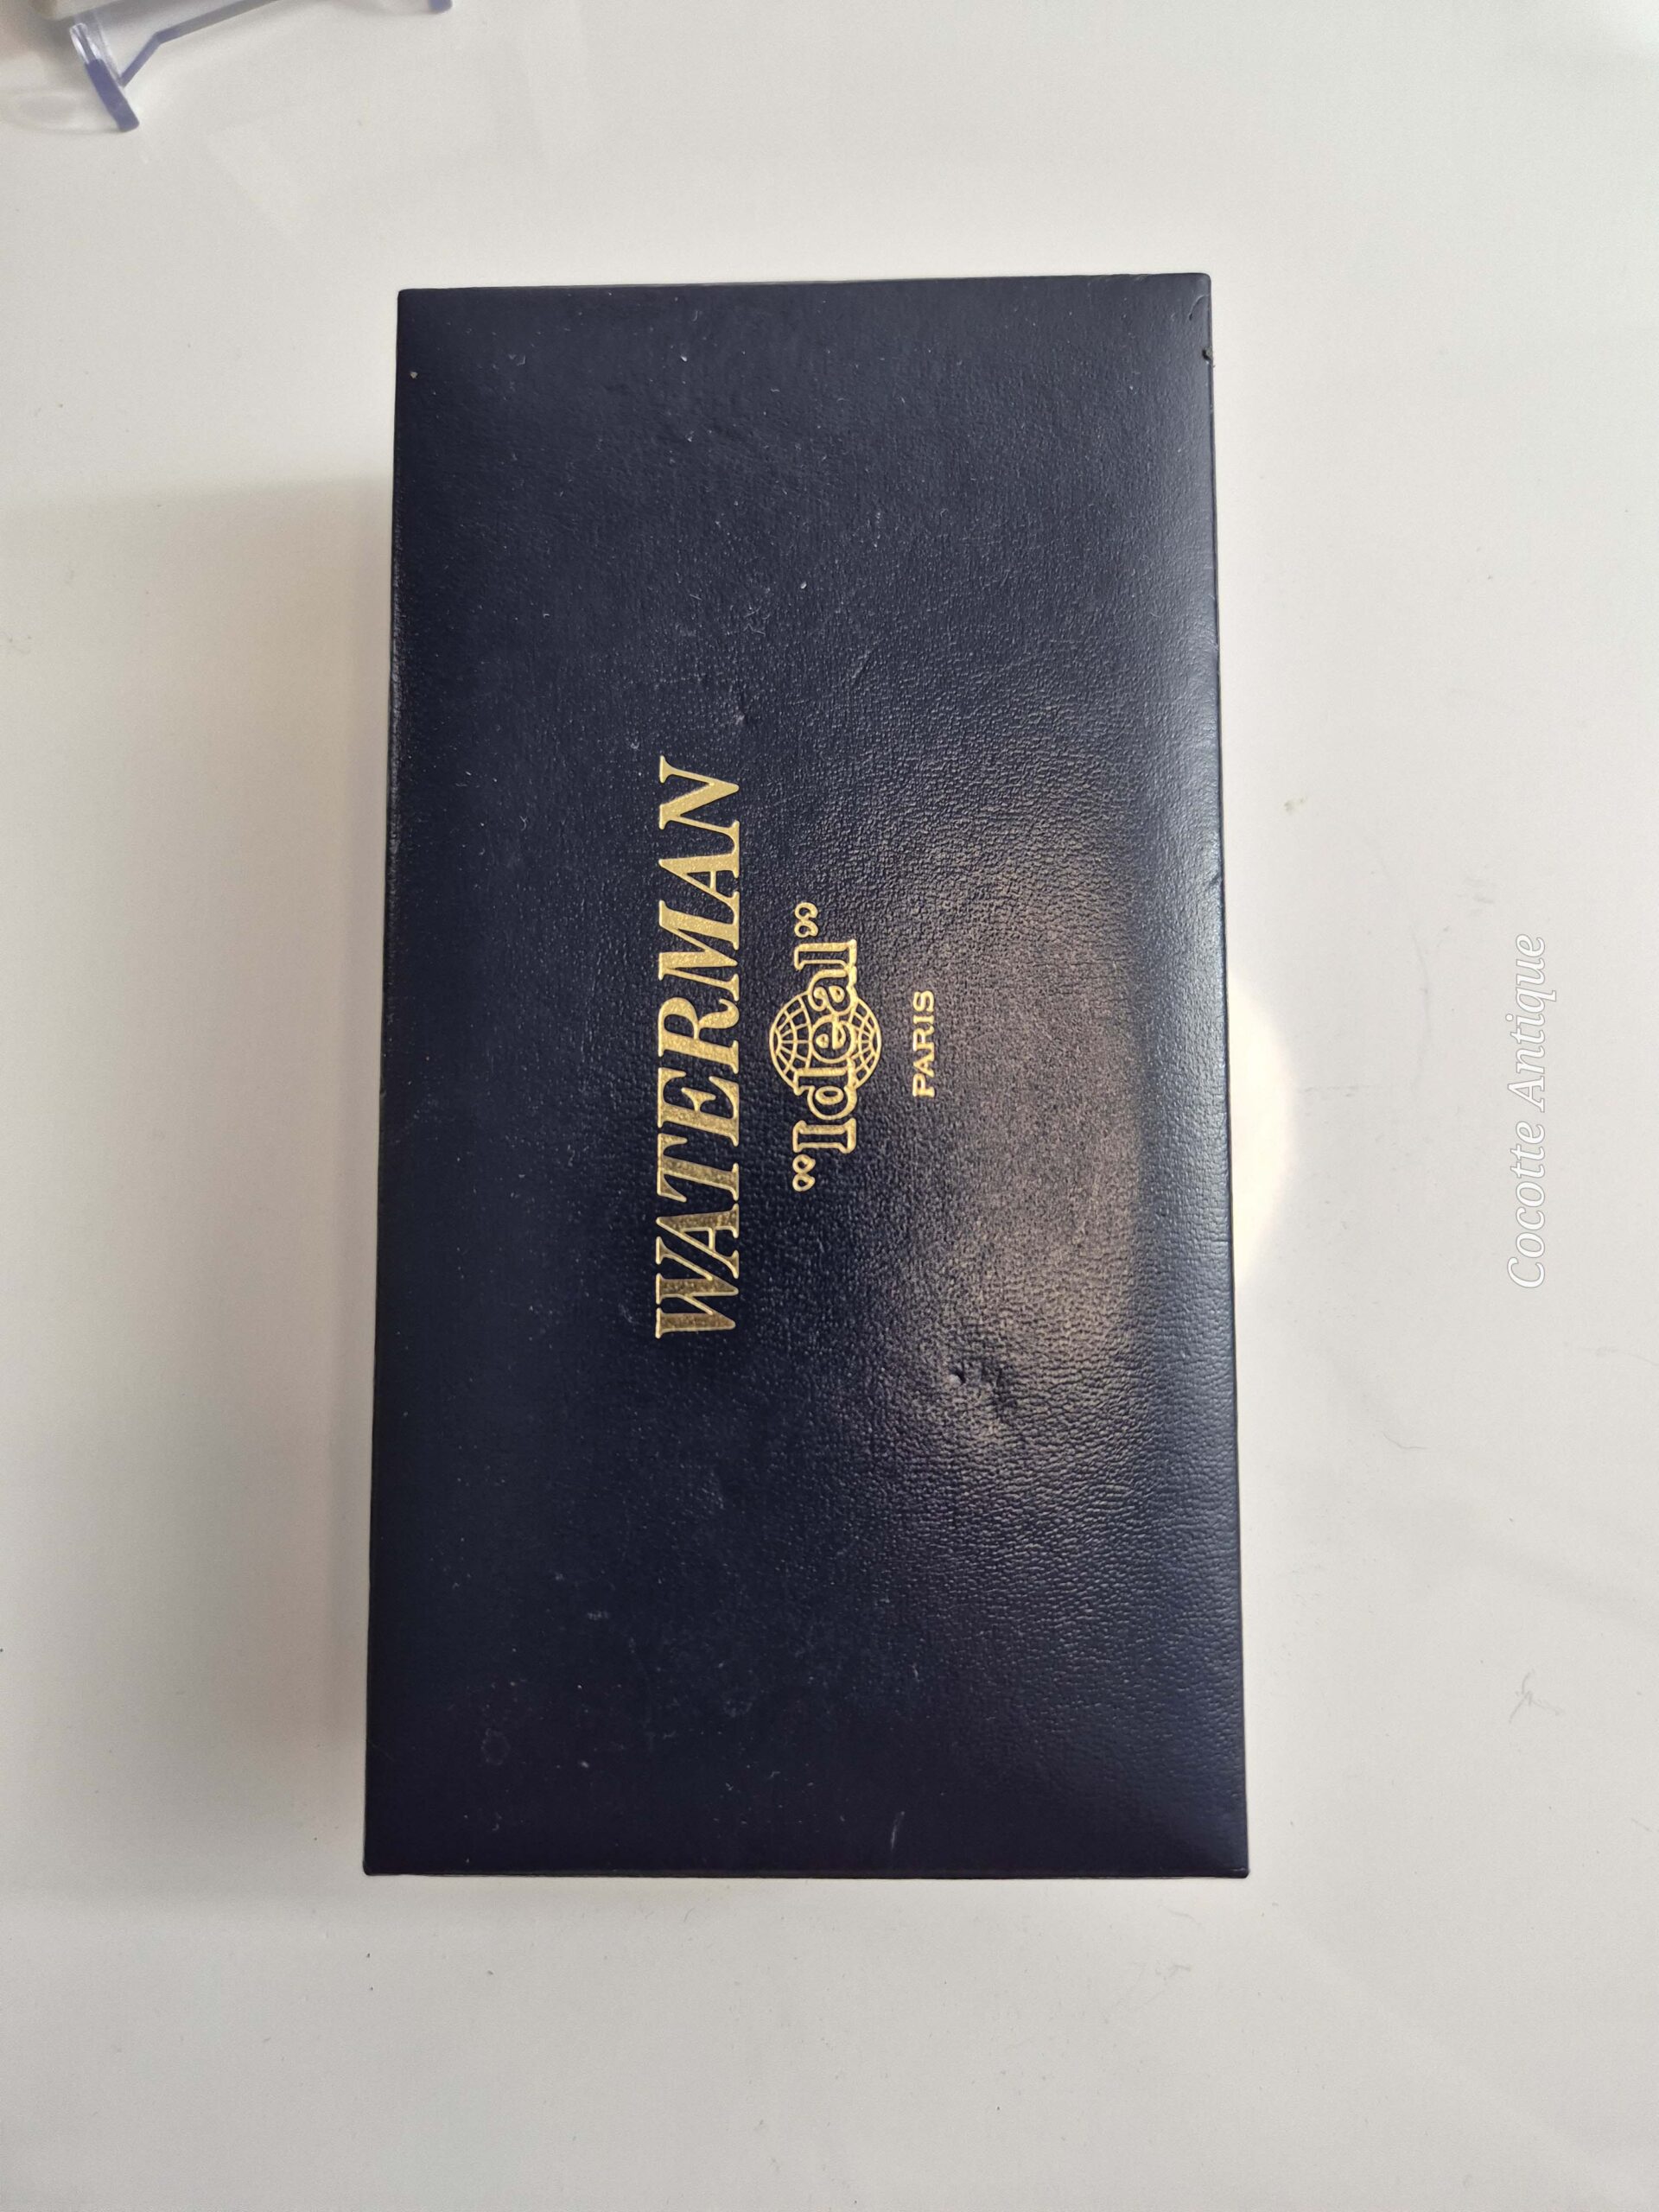 WATERMAN
“Ideal”
PARIS
Cocotte Antique